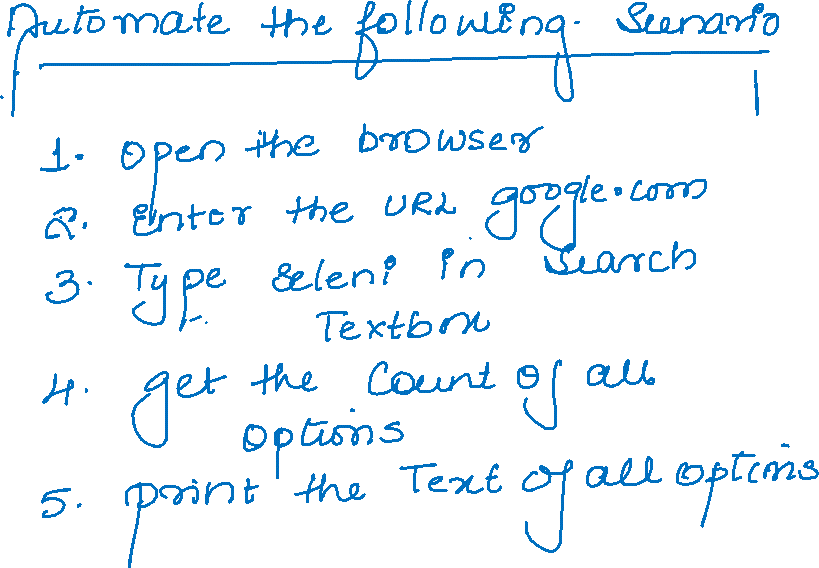 Automate the following Scenario
1. open the browser
2. Enter the URL google.com
3. Type seleni in Search
Textbox
4. get the Count of all
options
5. print the Text of all options